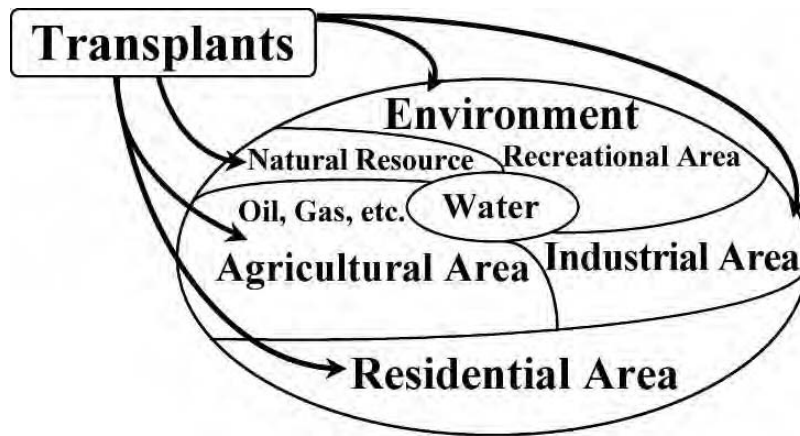 Transplants
Environment
Natural Resource
Recreational Area
Oil, Gas, etc.
Water
Agricultural Area
Industrial Area
Residential Area